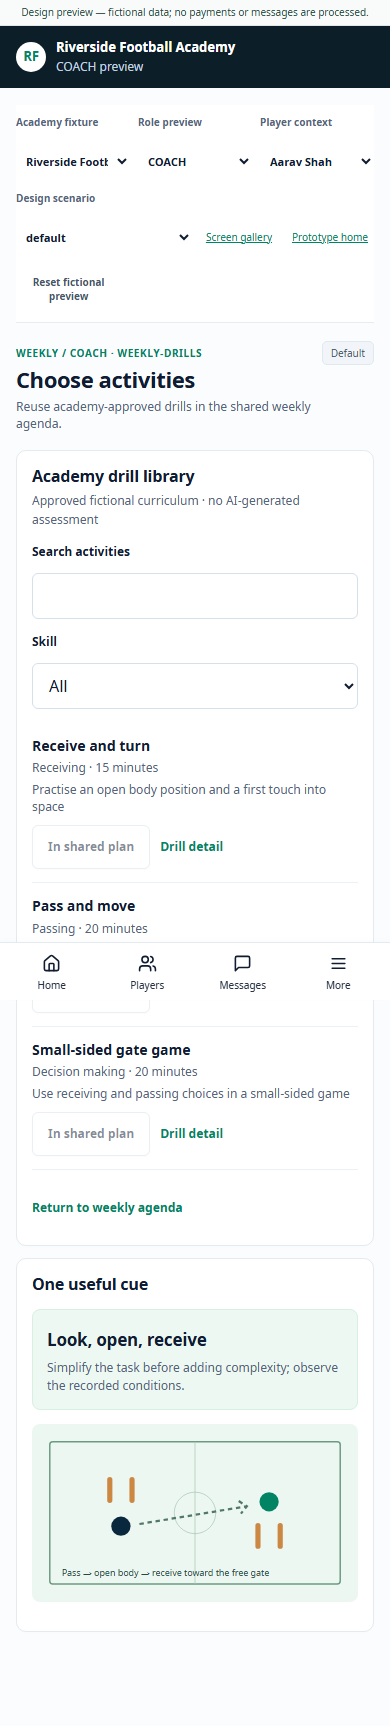 Design preview — fictional data; no payments or messages are processed.
RF
Riverside Football Academy
COACH preview
Academy fixture
Role preview
Player context
Riverside Footb
COACH
Aarav Shah
Design scenario
default
Screen gallery
Prototype home
Reset fictional
preview
WEEKLY / COACH · WEEKLY-DRILLS
Default
Choose activities
Reuse academy-approved drills in the shared weekly
agenda.
Academy drill library
Approved fictional curriculum · no AI-generated
assessment
Search activities
Skill
All
Receive and turn
Receiving · 15 minutes
Practise an open body position and a first touch into
space
In shared plan
Drill detail
Pass and move
Passing · 20 minutes
Home
Players
Messages
More
Small-sided gate game
Decision making · 20 minutes
Use receiving and passing choices in a small-sided game
In shared plan
Drill detail
Return to weekly agenda
One useful cue
Look, open, receive
Simplify the task before adding complexity; observe
the recorded conditions.
Pass → open body → receive toward the free gate